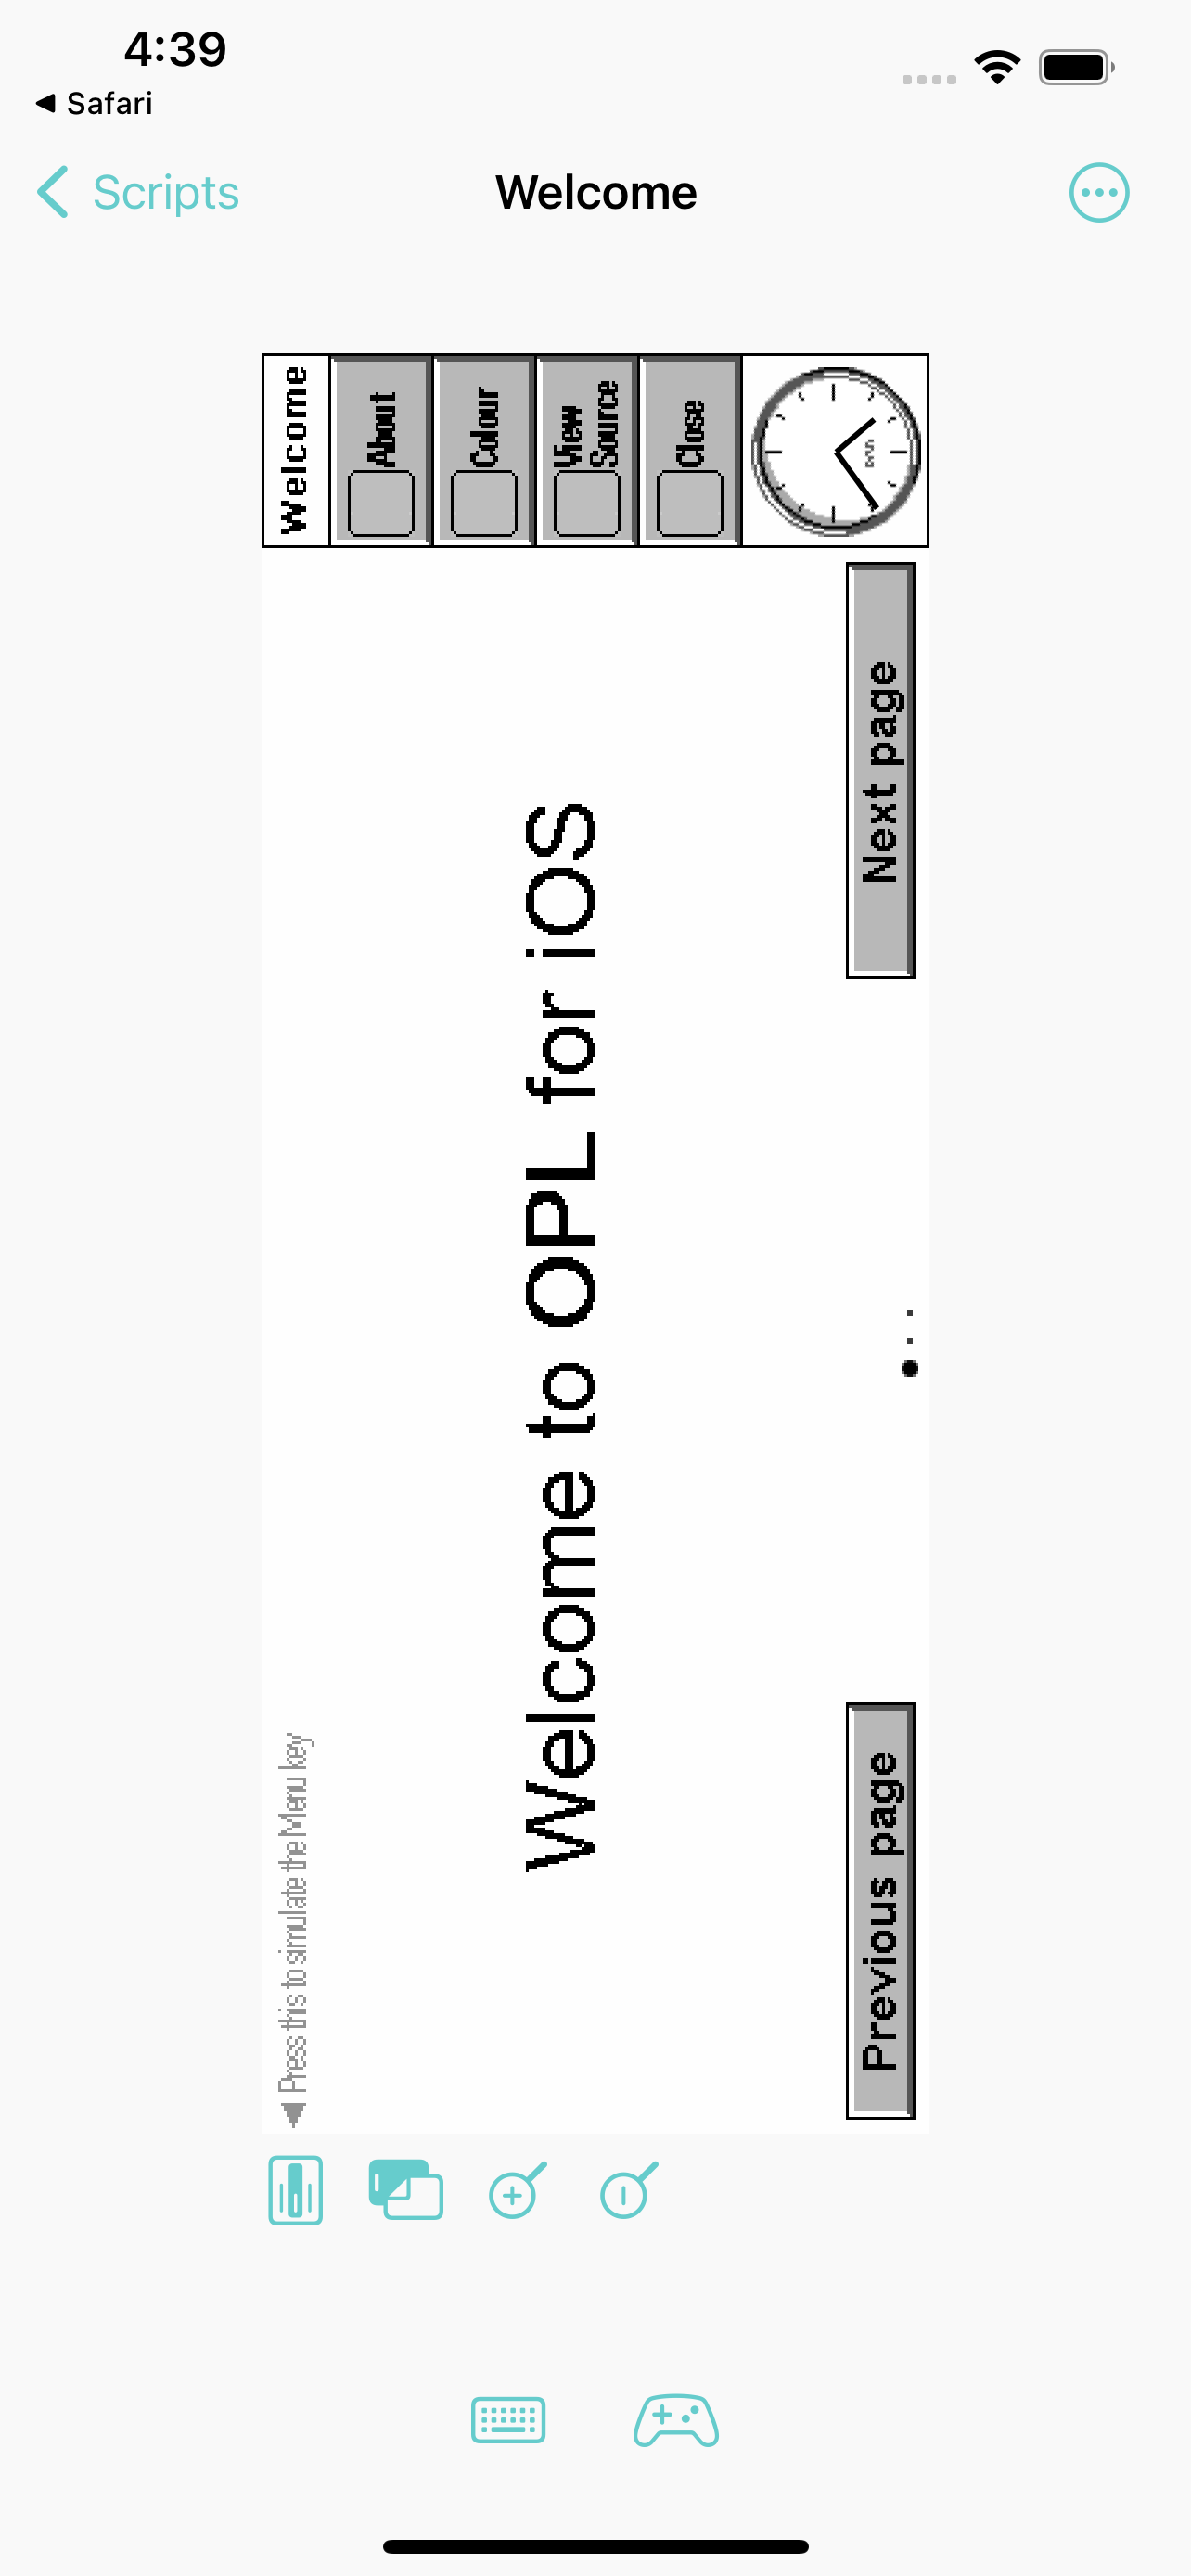 4:39
Safari
Scripts
Welcome
Press this to simulate the Menu key
Welcome to OPL for iOS
Previous page
Next page
Welcome
About
Colour
View
Source
Close